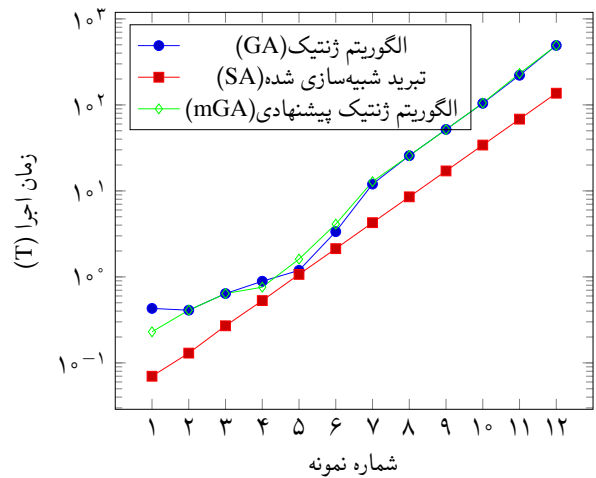 ۱۰^۳
۱۰^۲
۱۰^۱
۱۰^۰
۱۰^−۱
زمان اجرا (T)
الگوریتم ژنتیک(GA)
تبرید شبیه‌سازی شده(SA)
الگوریتم ژنتیک پیشنهادی(mGA)
۱ ۲ ۳ ۴ ۵ ۶ ۷ ۸ ۹ ۱۰ ۱۱ ۱۲
شماره نمونه